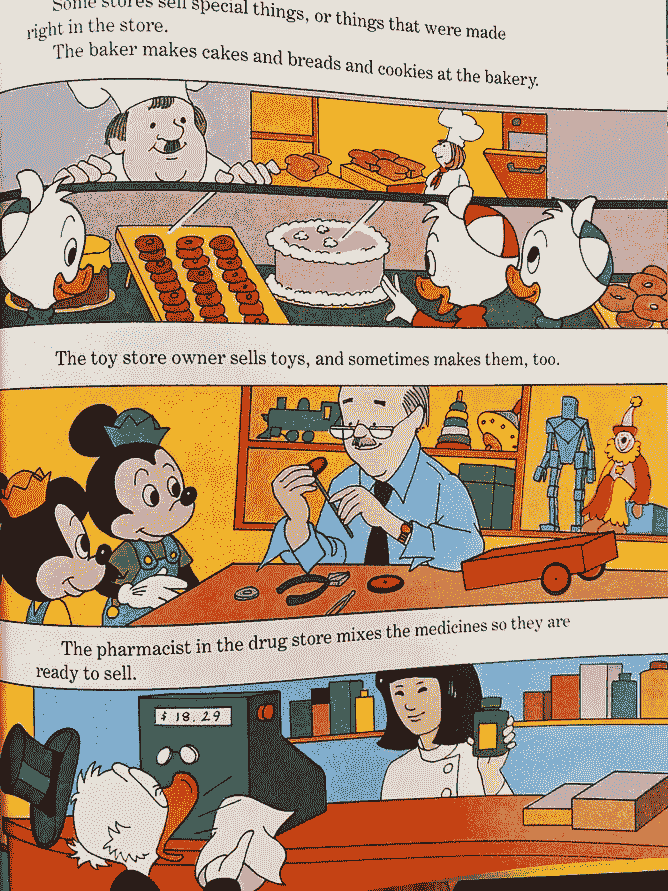 Some stores sell special things, or things that were made
right in the store.
The baker makes cakes and breads and cookies at the bakery.
The toy store owner sells toys, and sometimes makes them, too.
The pharmacist in the drug store mixes the medicines so they are
ready to sell.
$ 18.29